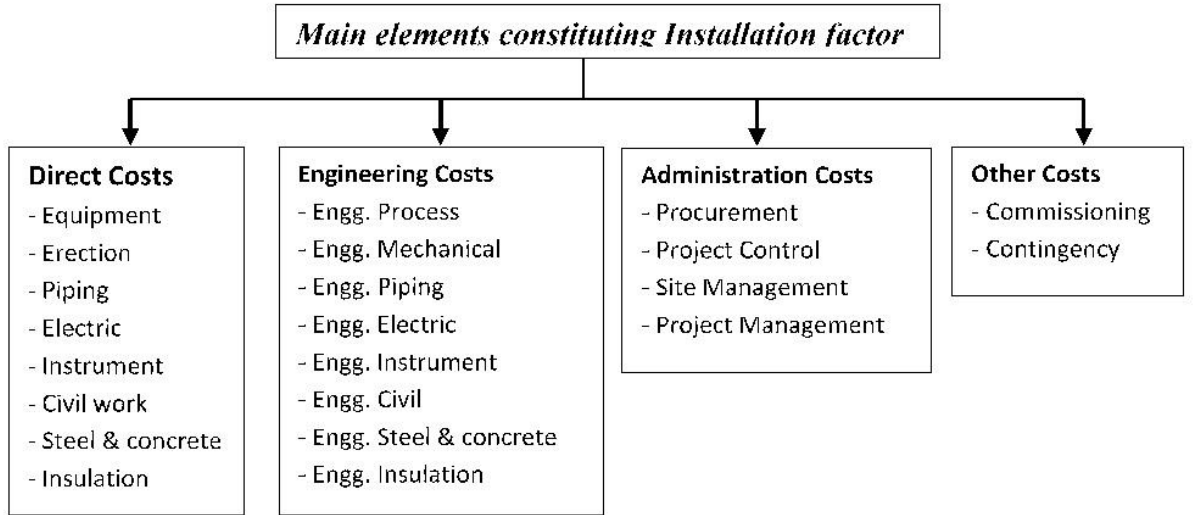 Main elements constituting Installation factor
Direct Costs
- Equipment
- Erection
- Piping
- Electric
- Instrument
- Civil work
- Steel & concrete
- Insulation
Engineering Costs
- Engg. Process
- Engg. Mechanical
- Engg. Piping
- Engg. Electric
- Engg. Instrument
- Engg. Civil
- Engg. Steel & concrete
- Engg. Insulation
Administration Costs
- Procurement
- Project Control
- Site Management
- Project Management
Other Costs
- Commissioning
- Contingency